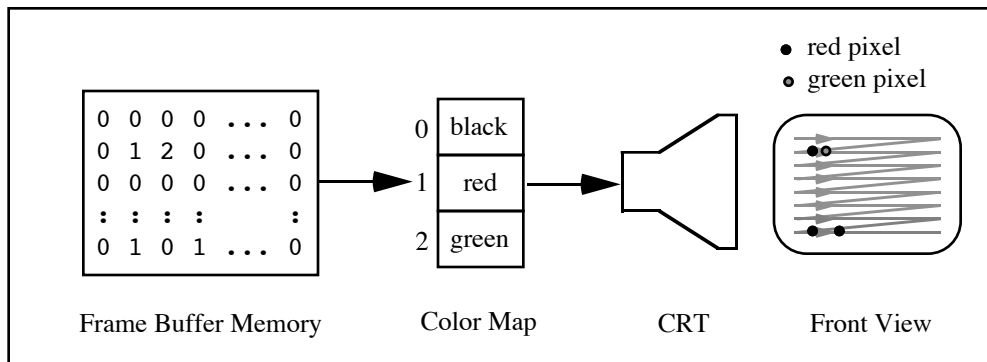 red pixel
green pixel
0 0 0 0 ... 0
0 1 2 0 ... 0
0 0 0 0 ... 0
: : : : :
0 1 0 1 ... 0
0 black
1 red
2 green
Frame Buffer Memory
Color Map
CRT
Front View